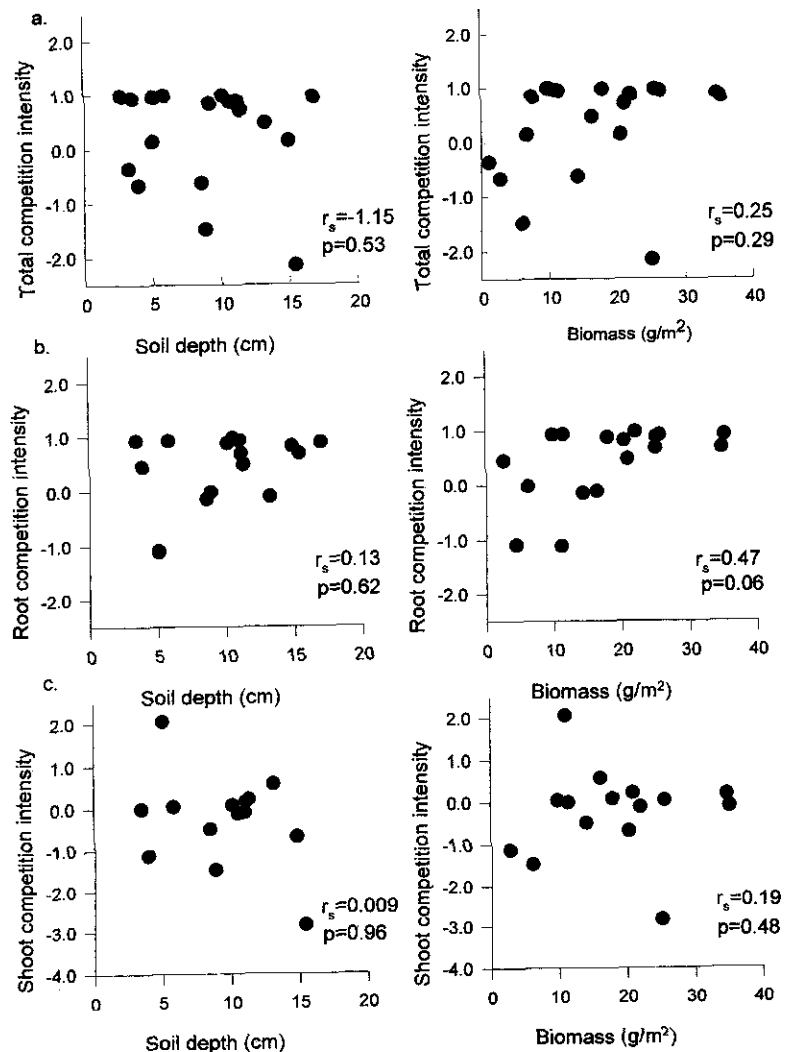 a.
Total competition intensity
2.0
1.0
0.0
-1.0
-2.0
0
5
10
15
20
Soil depth (cm)
rs=-1.15
p=0.53
Total competition intensity
2.0
1.0
0.0
-1.0
-2.0
0
10
20
30
40
Biomass (g/m²)
rs=0.25
p=0.29
b.
Root competition intensity
2.0
1.0
0.0
-1.0
-2.0
0
5
10
15
20
Soil depth (cm)
rs=0.13
p=0.62
Root competition intensity
2.0
1.0
0.0
-1.0
-2.0
0
10
20
30
40
Biomass (g/m²)
rs=0.47
p=0.06
c.
Shoot competition intensity
2.0
1.0
0.0
-1.0
-2.0
-3.0
-4.0
0
5
10
15
20
Soil depth (cm)
rs=0.009
p=0.96
Shoot competition intensity
2.0
1.0
0.0
-1.0
-2.0
-3.0
-4.0
0
10
20
30
40
Biomass (g/m²)
rs=0.19
p=0.48